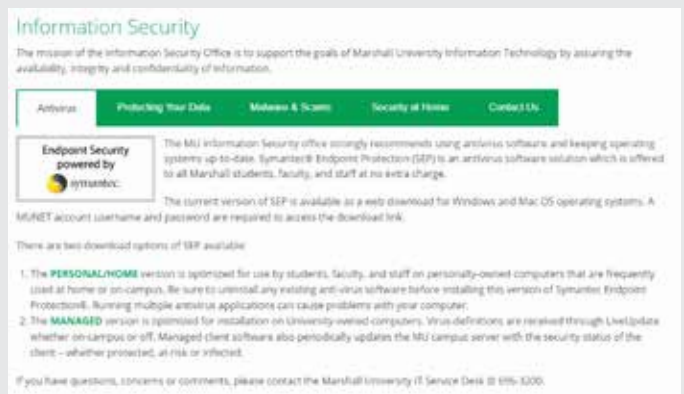 Information Security
The mission of the Information Security Office is to support the goals of Marshall University Information Technology by assuring the
availability, integrity and confidentiality of information.
Antivirus Protecting Your Data Malware & Scams Security at Home Contact Us
Endpoint Security
powered by
symantec.
The MU Information Security office strongly recommends using antivirus software and keeping operating
systems up-to-date. Symantec® Endpoint Protection (SEP) is an antivirus software solution which is offered
to all Marshall students, faculty, and staff at no extra charge.
The current version of SEP is available as a web download for Windows and Mac OS operating systems. A
MUNET account username and password are required to access the download link.
There are two download options of SEP available:
1. The PERSONAL/HOME version is optimized for use by students, faculty, and staff on personally-owned computers that are frequently
used at home or on-campus. Be sure to uninstall any existing anti-virus software before installing this version of Symantec Endpoint
Protection®. Running multiple antivirus applications can cause problems with your computer.
2. The MANAGED version is optimized for installation on University-owned computers. Virus definitions are received through LiveUpdate
whether on-campus or off. Managed client software also periodically updates the MU campus server with the security status of the
client – whether protected, at risk or infected.
If you have questions, concerns or comments, please contact the Marshall University IT Service Desk @ 696-3200.